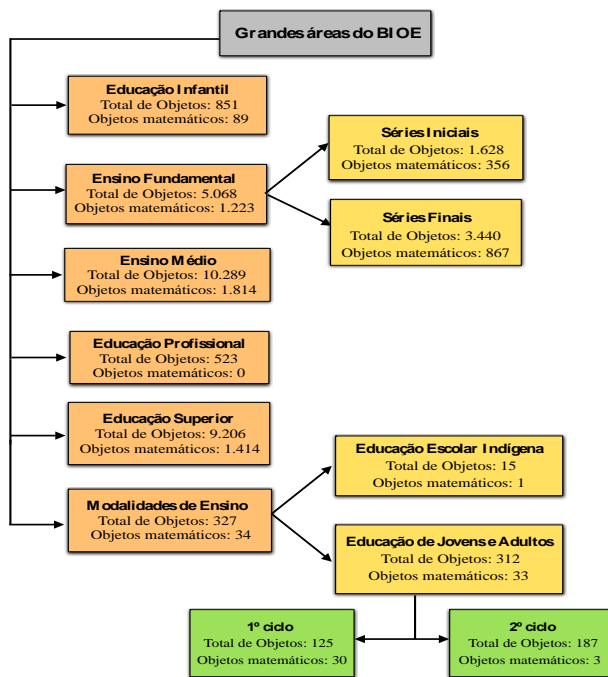 Grandes áreas do BIOE
Educação Infantil
Total de Objetos: 851
Objetos matemáticos: 89
Ensino Fundamental
Total de Objetos: 5.068
Objetos matemáticos: 1.223
Séries Iniciais
Total de Objetos: 1.628
Objetos matemáticos: 356
Séries Finais
Total de Objetos: 3.440
Objetos matemáticos: 867
Ensino Médio
Total de Objetos: 10.289
Objetos matemáticos: 1.814
Educação Profissional
Total de Objetos: 523
Objetos matemáticos: 0
Educação Superior
Total de Objetos: 9.206
Objetos matemáticos: 1.414
Modalidades de Ensino
Total de Objetos: 327
Objetos matemáticos: 34
Educação Escolar Indígena
Total de Objetos: 15
Objetos matemáticos: 1
Educação de Jovens e Adultos
Total de Objetos: 312
Objetos matemáticos: 33
1º ciclo
Total de Objetos: 125
Objetos matemáticos: 30
2º ciclo
Total de Objetos: 187
Objetos matemáticos: 3